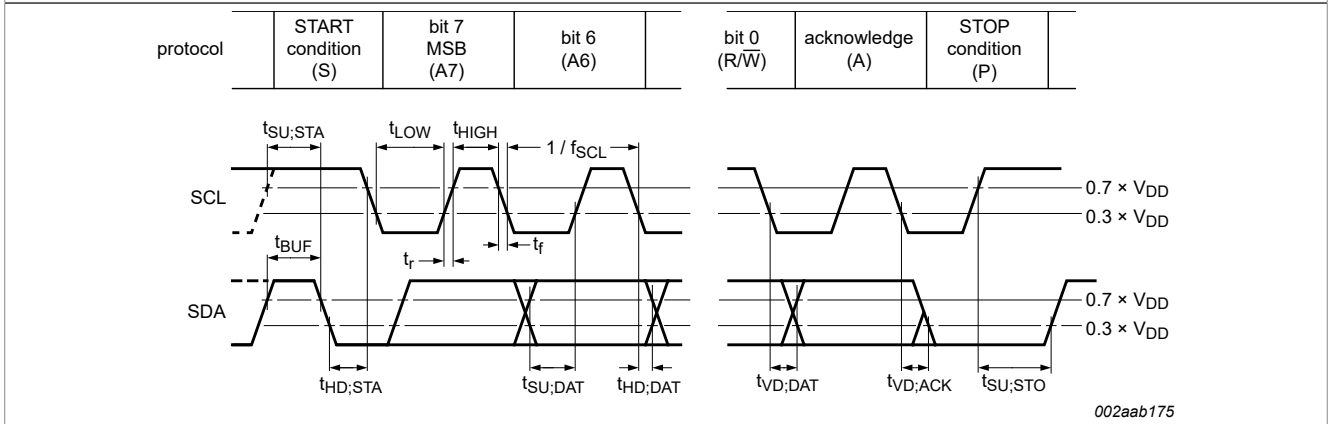 protocol
START
condition
(S)
bit 7
MSB
(A7)
bit 6
(A6)
bit 0
(R/W̅)
acknowledge
(A)
STOP
condition
(P)
tSU;STA
tLOW
tHIGH
1 / fSCL
SCL
0.7 × VDD
0.3 × VDD
tBUF
tr
tf
SDA
0.7 × VDD
0.3 × VDD
tHD;STA
tSU;DAT
tHD;DAT
tVD;DAT
tVD;ACK
tSU;STO
002aab175